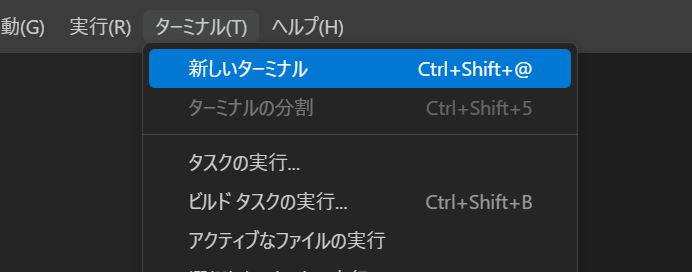 動(G) 実行(R) ターミナル(T) ヘルプ(H)
新しいターミナル Ctrl+Shift+@
ターミナルの分割 Ctrl+Shift+5
タスクの実行...
ビルド タスクの実行... Ctrl+Shift+B
アクティブなファイルの実行